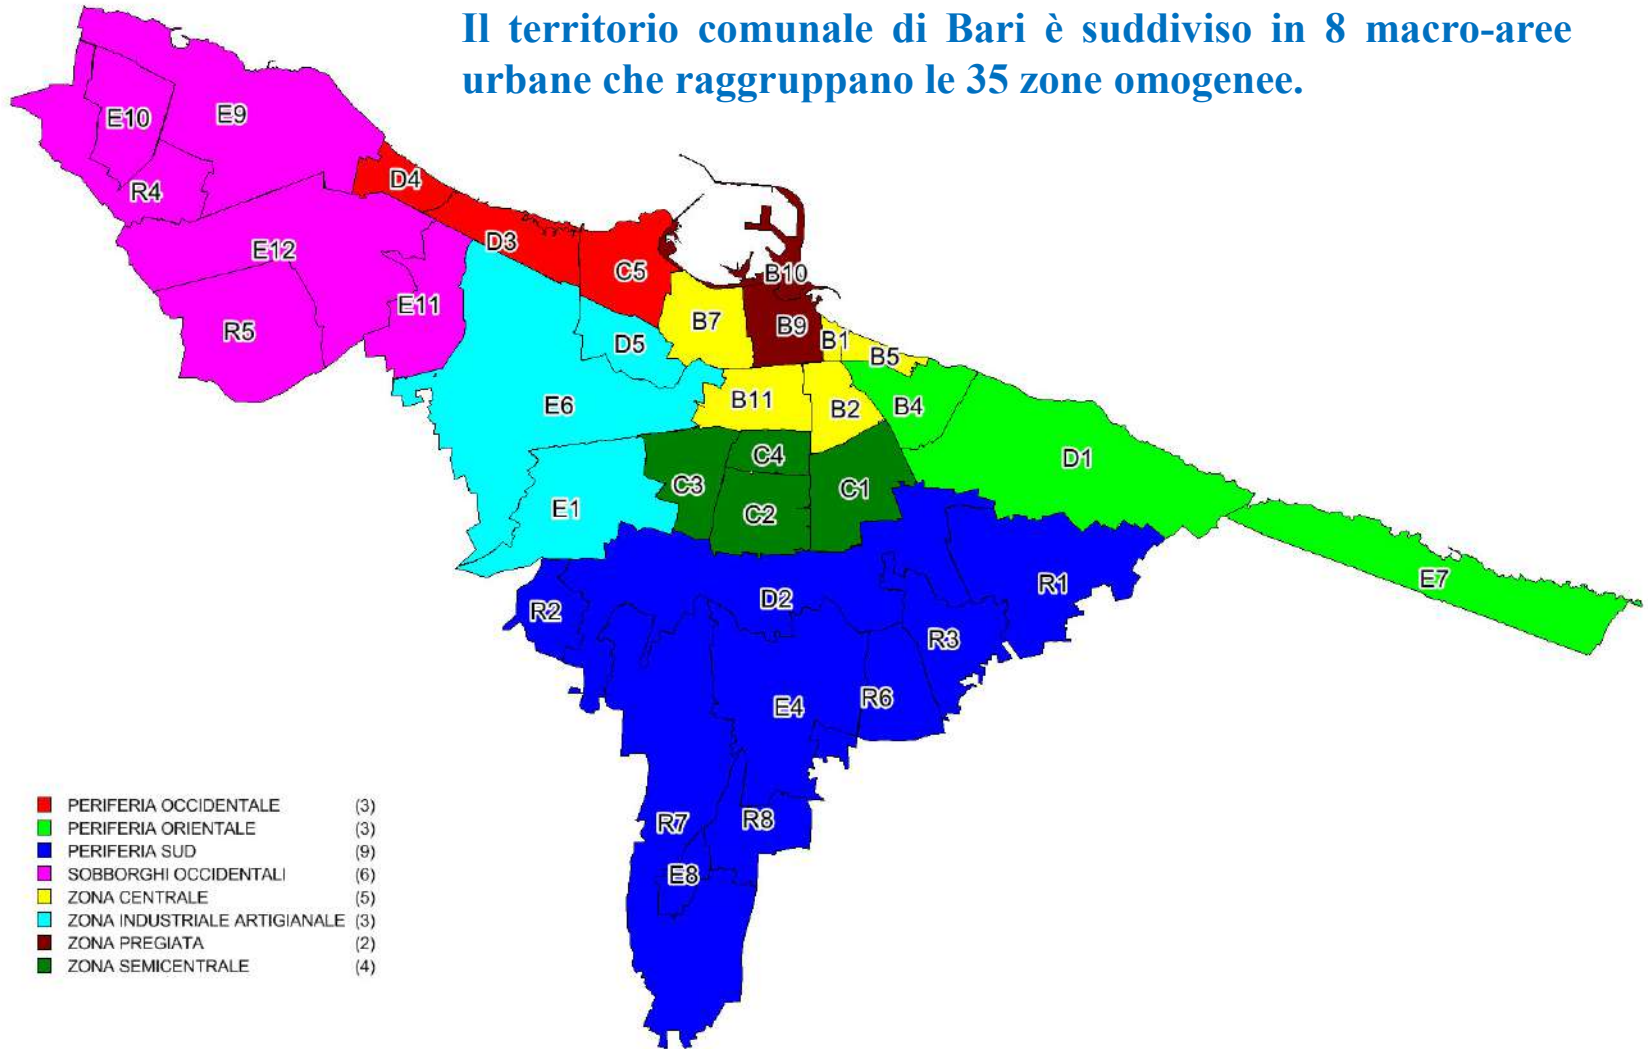 Il territorio comunale di Bari è suddiviso in 8 macro-aree
urbane che raggruppano le 35 zone omogenee.
E10
E9
R4
D4
E12
D3
C5
B10
E11
R5
B7
B9
D5
B1
B5
E6
B11
B2
B4
C4
D1
C3
C1
C2
E1
E7
R2
D2
R1
R3
E4
R6
R7
R8
E8
PERIFERIA OCCIDENTALE (3)
PERIFERIA ORIENTALE (3)
PERIFERIA SUD (9)
SOBBORGHI OCCIDENTALI (6)
ZONA CENTRALE (5)
ZONA INDUSTRIALE ARTIGIANALE (3)
ZONA PREGIATA (2)
ZONA SEMICENTRALE (4)